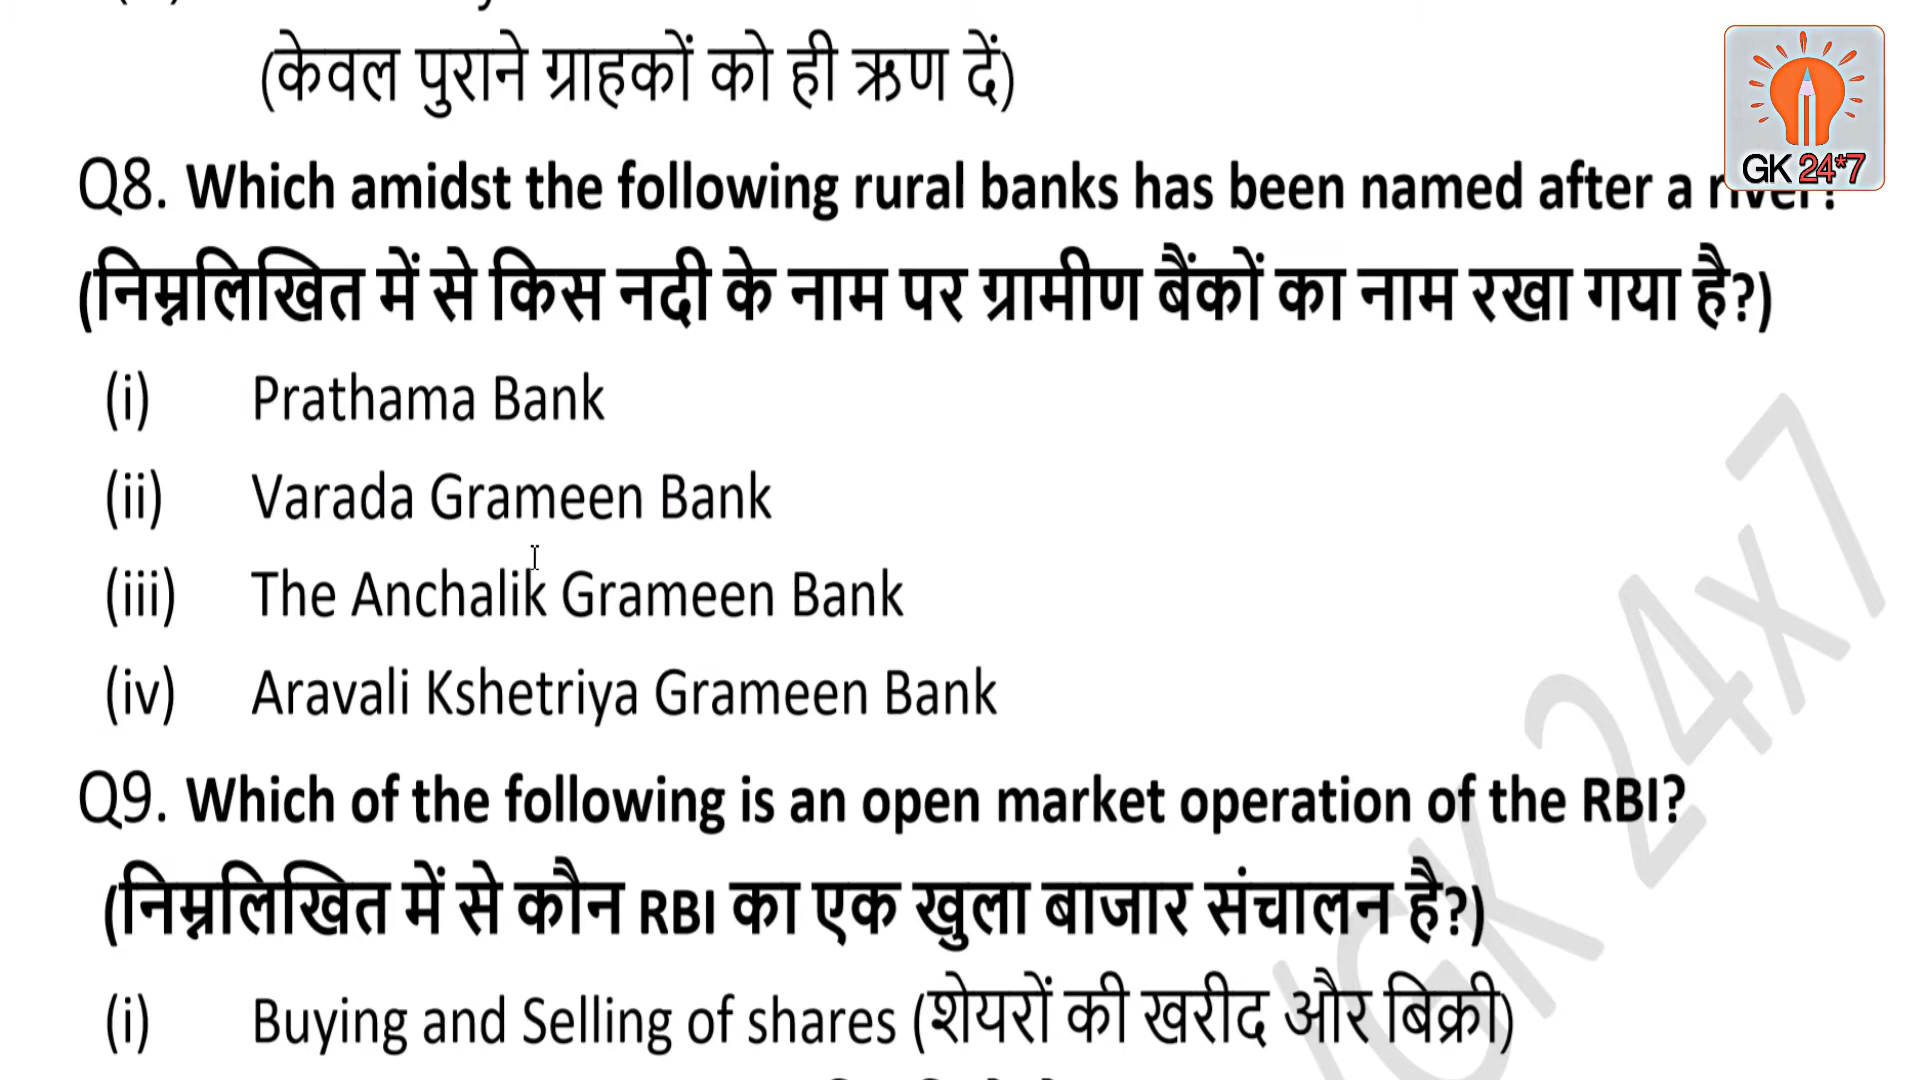 (केवल पुराने ग्राहकों को ही ऋण दें)
GK 24*7
Q8. Which amidst the following rural banks has been named after a river?
(निम्नलिखित में से किस नदी के नाम पर ग्रामीण बैंकों का नाम रखा गया है?)
(i) Prathama Bank
(ii) Varada Grameen Bank
(iii) The Anchalik Grameen Bank
(iv) Aravali Kshetriya Grameen Bank
Q9. Which of the following is an open market operation of the RBI?
(निम्नलिखित में से कौन RBI का एक खुला बाजार संचालन है?)
(i) Buying and Selling of shares (शेयरों की खरीद और बिक्री)
GK 24x7